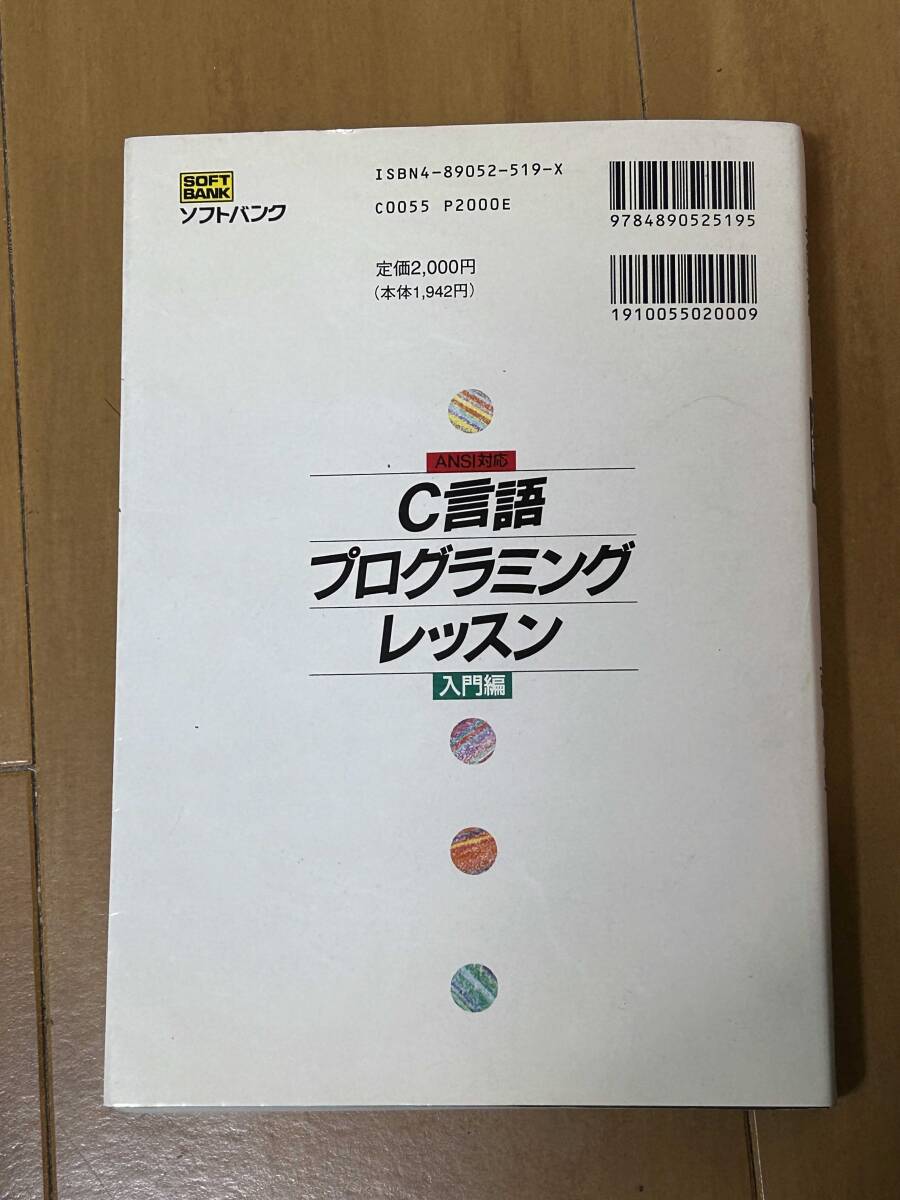 SOFT
BANK
ソフトバンク
ISBN4-89052-519-X
C0055 P2000E
定価2,000円
(本体1,942円)
9784890525195
1910055020009
ANSI対応
C言語
プログラミング
レッスン
入門編